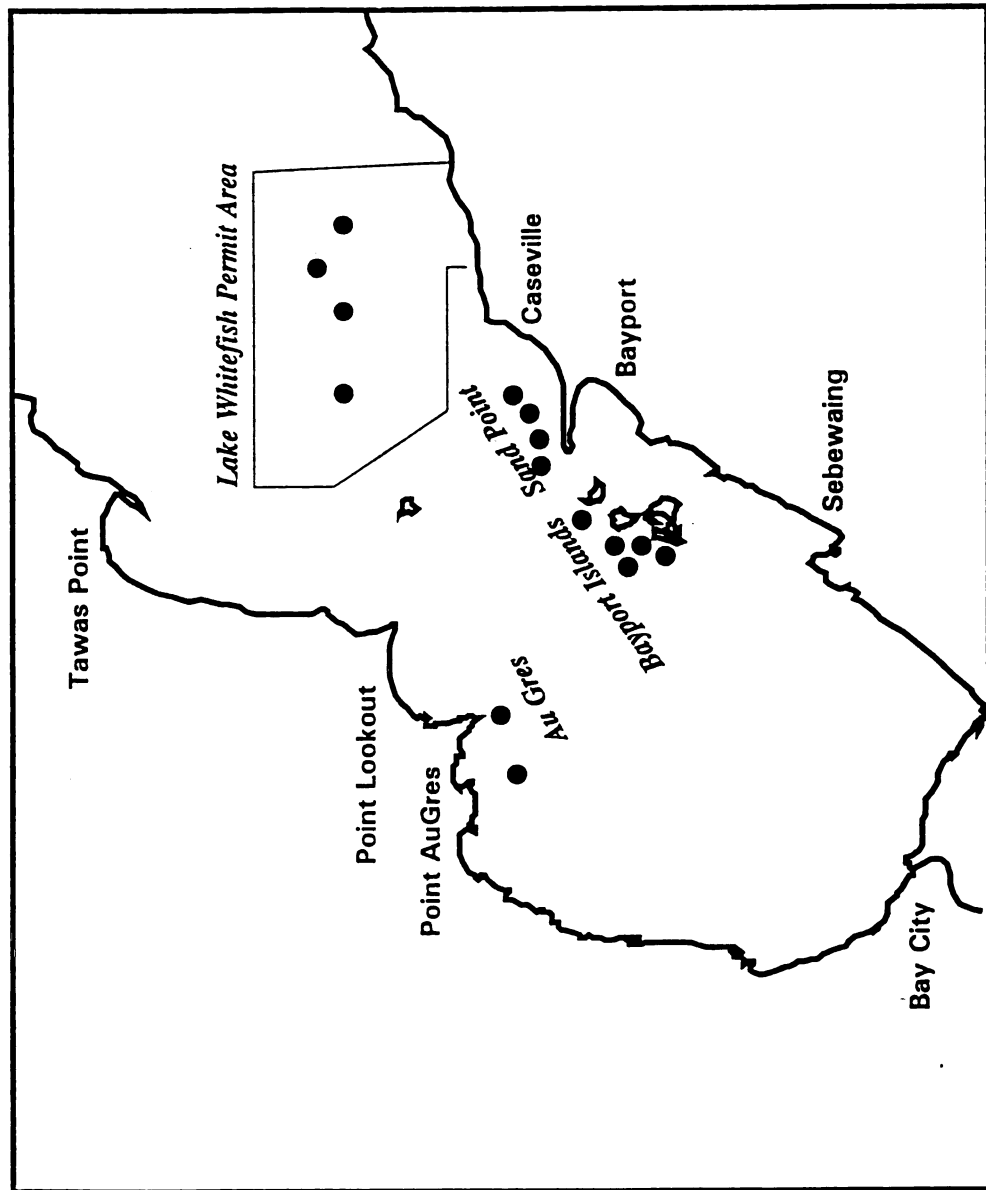 Tawas Point
Lake Whitefish Permit Area
Point Lookout
Point AuGres
Au Gres
Sand Point
Caseville
Bayport Islands
Bayport
Sebewaing
Bay City